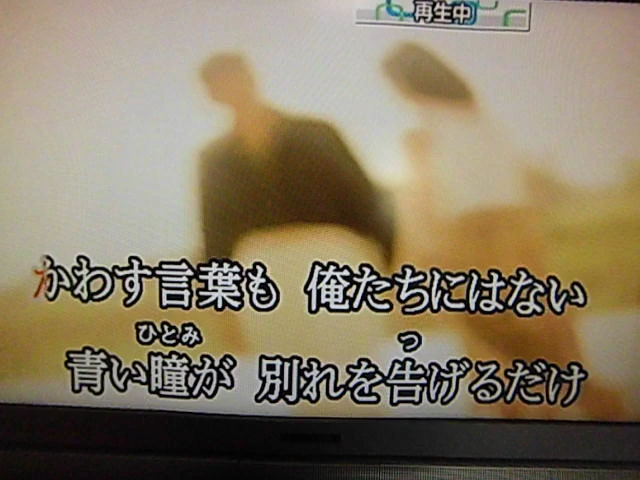 再生中
かわす言葉も 俺たちにはない
ひとみ つ
青い瞳が 別れを告げるだけ